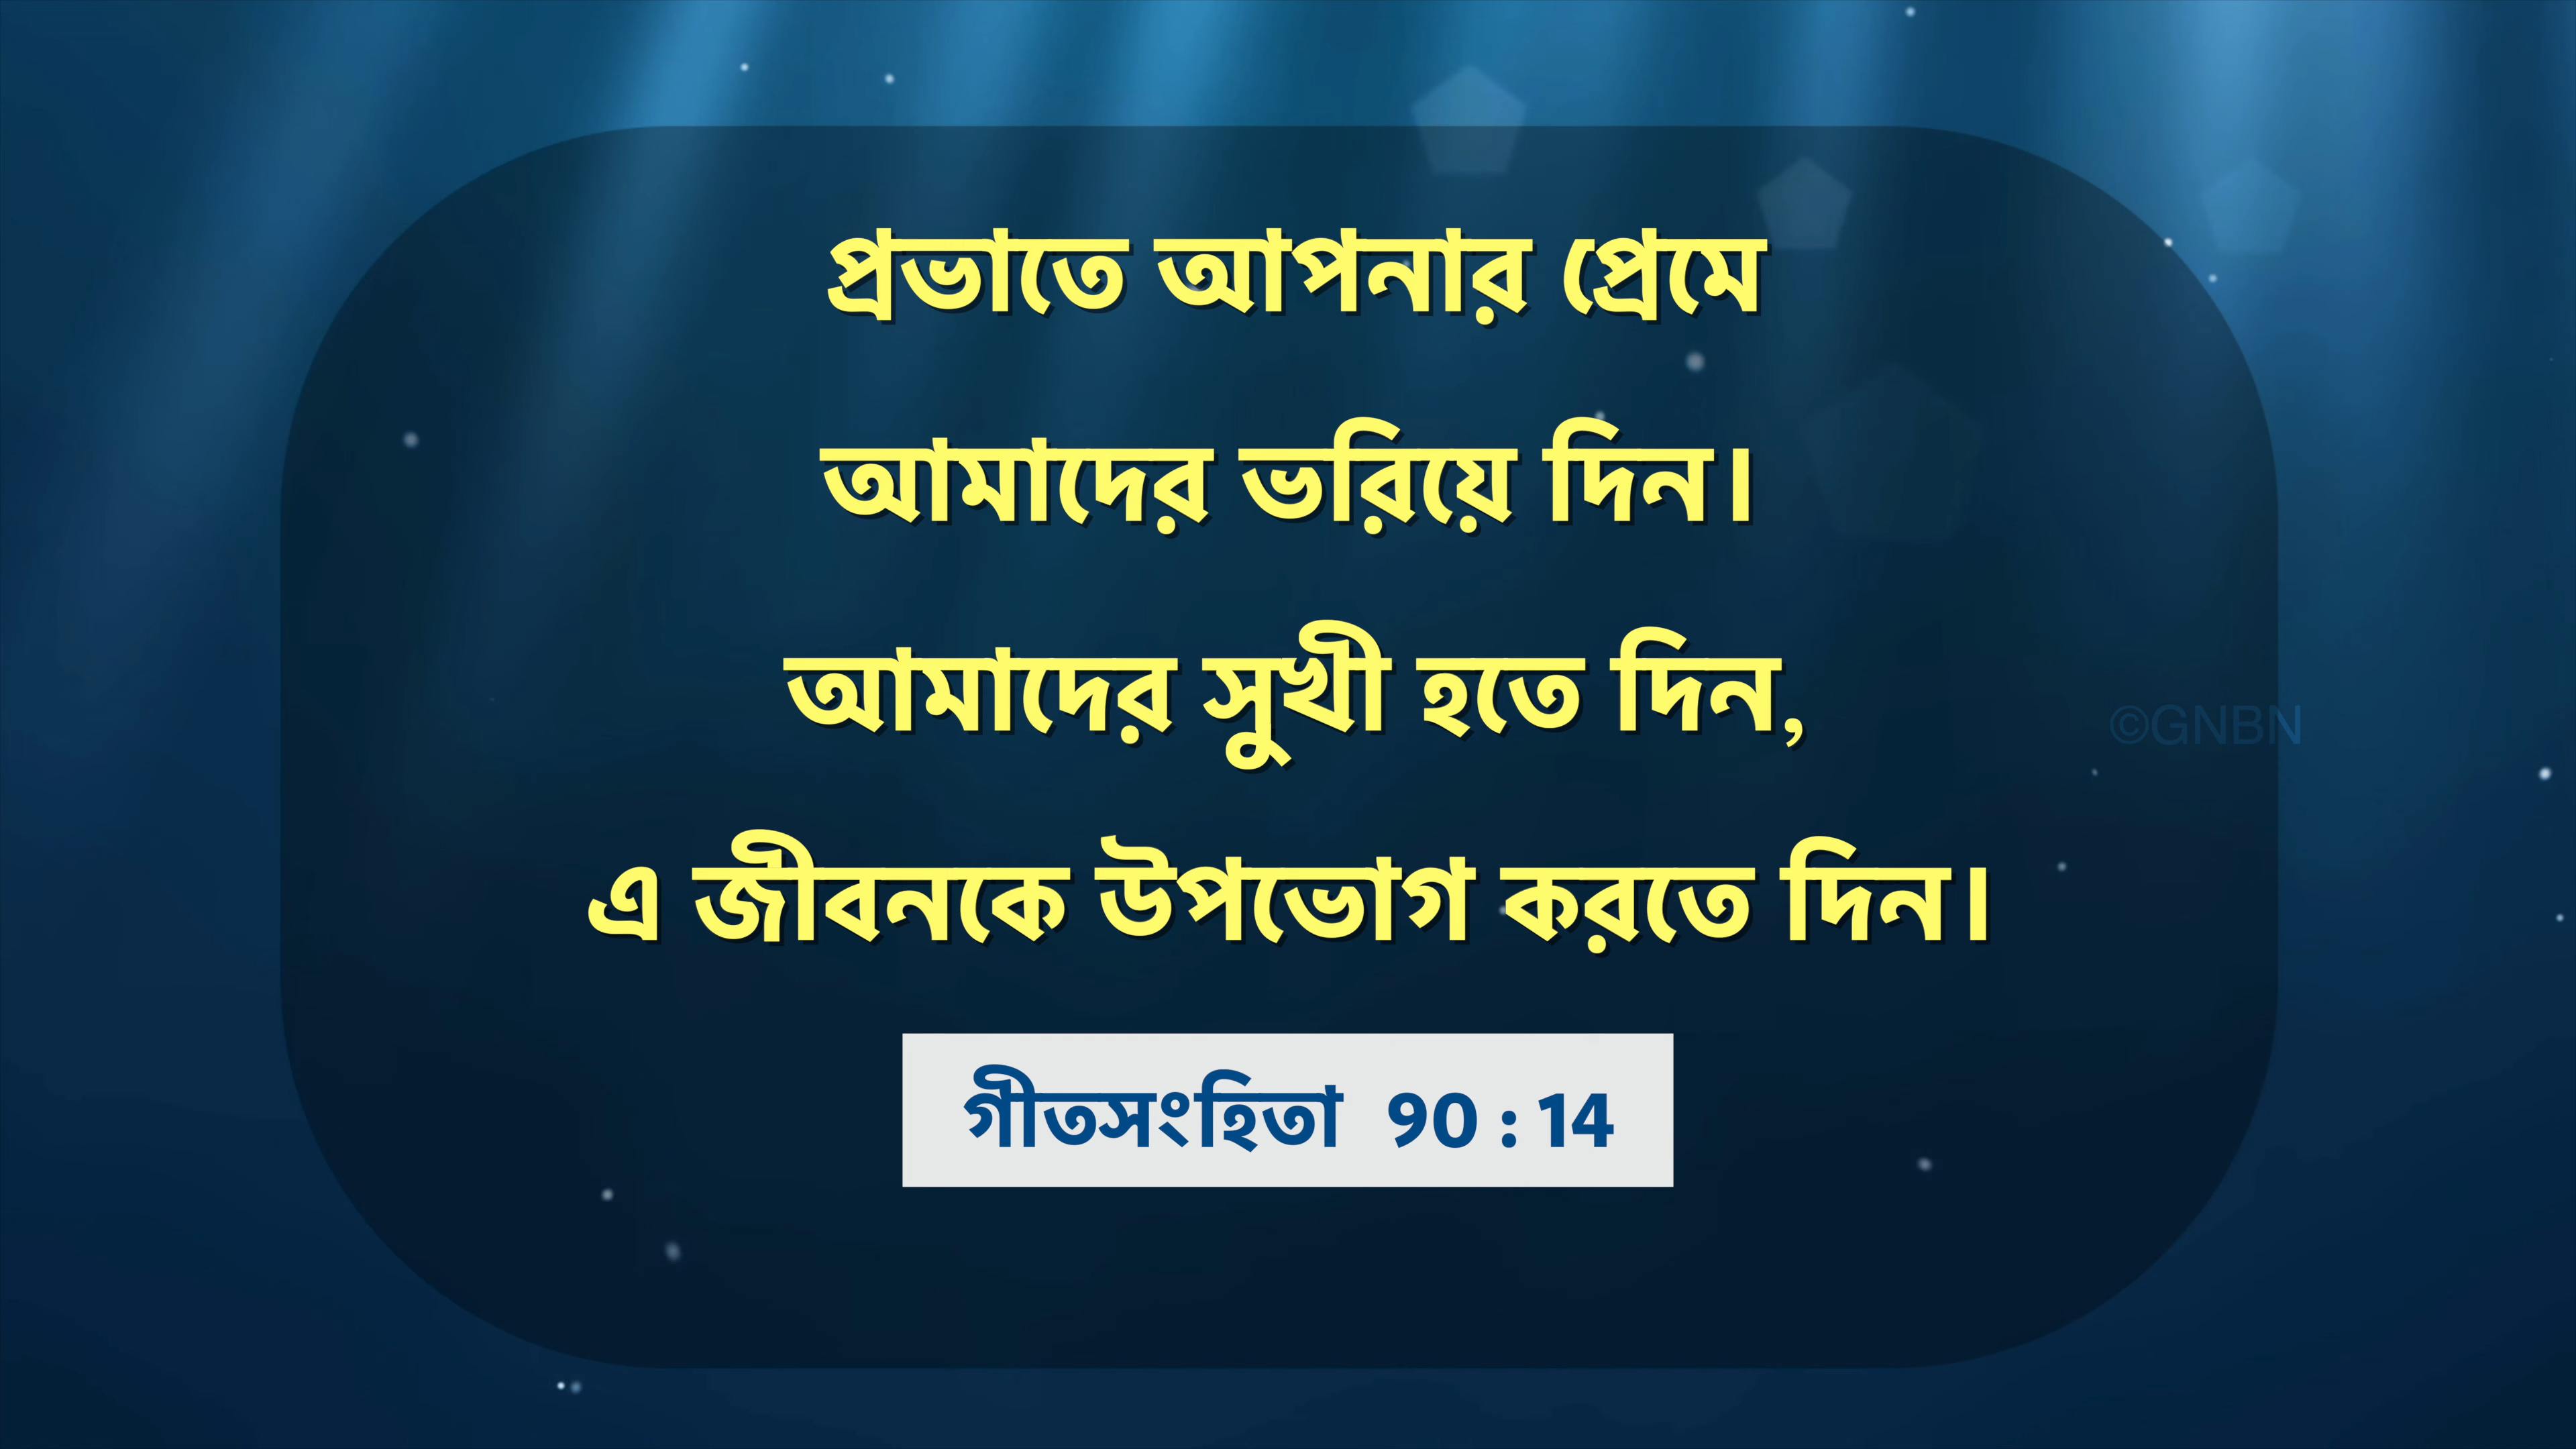 প্রভাতে আপনার প্রেমে
আমাদের ভরিয়ে দিন।
আমাদের সুখী হতে দিন,
এ জীবনকে উপভোগ করতে দিন।
©GNBN
গীতসংহিতা 90 : 14